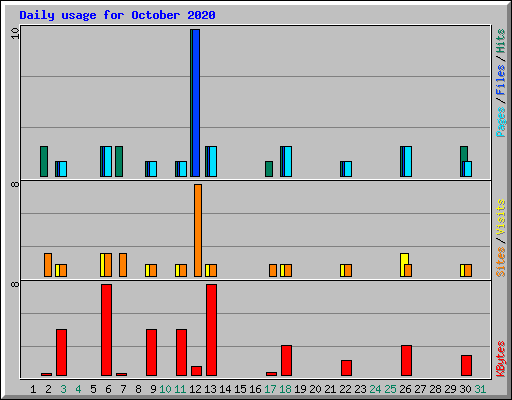 Daily usage for October 2020
10
8
8
Pages/Files/Hits
Sites/Visits
KBytes
1 2 3 4 5 6 7 8 9 10 11 12 13 14 15 16 17 18 19 20 21 22 23 24 25 26 27 28 29 30 31